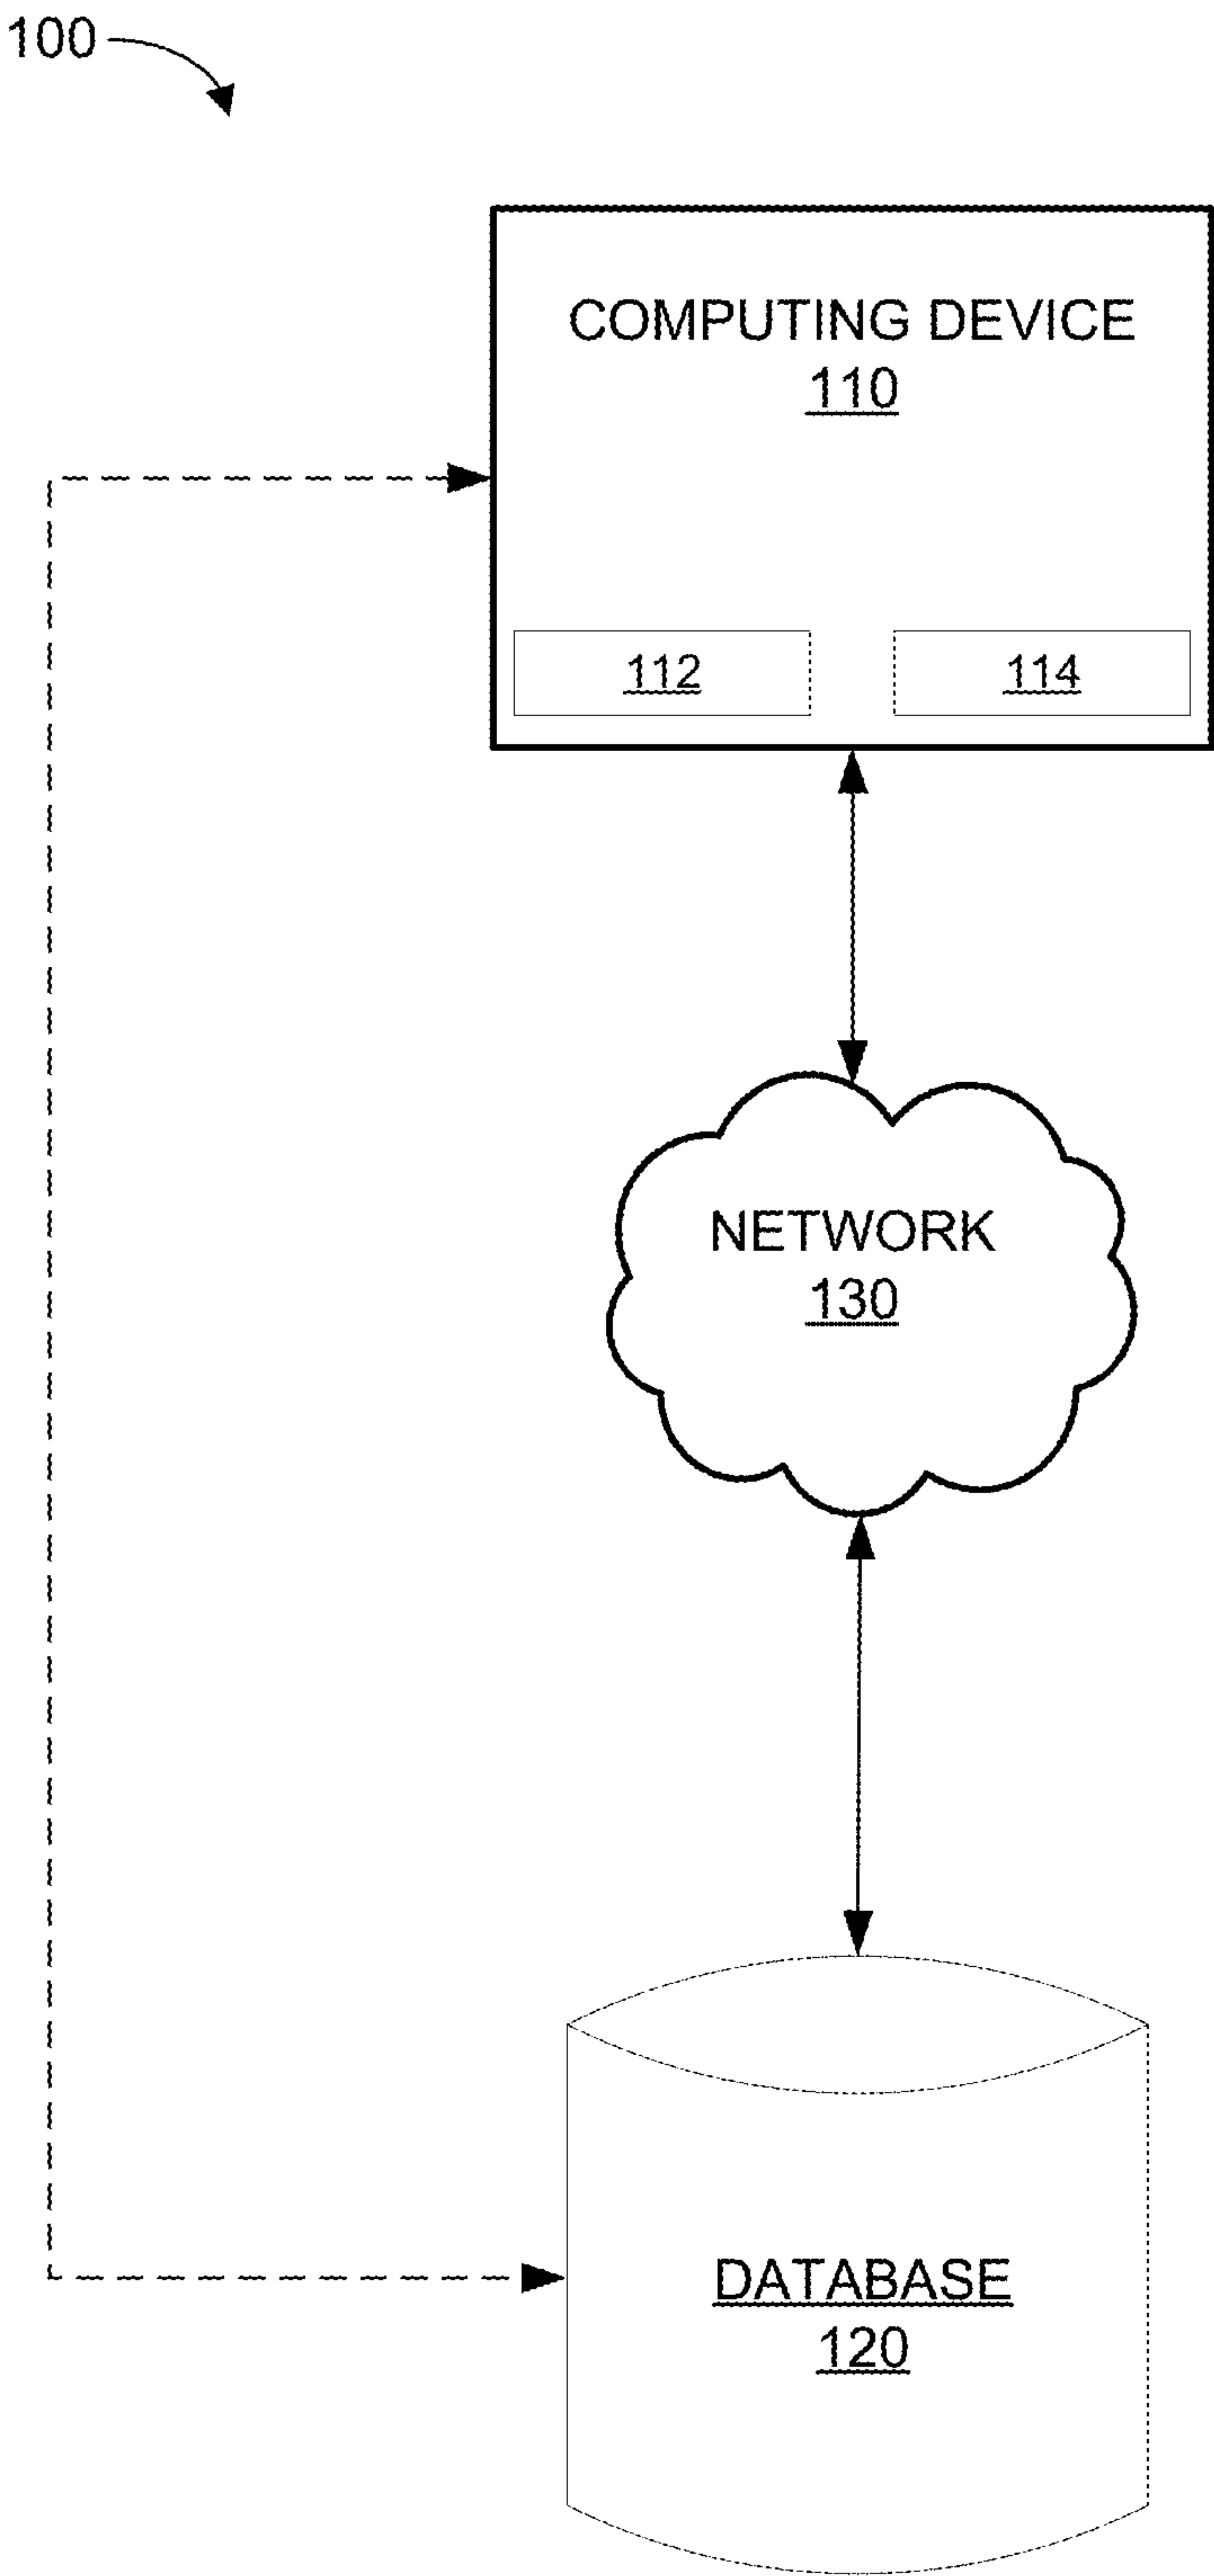 100
COMPUTING DEVICE
110
112
114
NETWORK
130
DATABASE
120